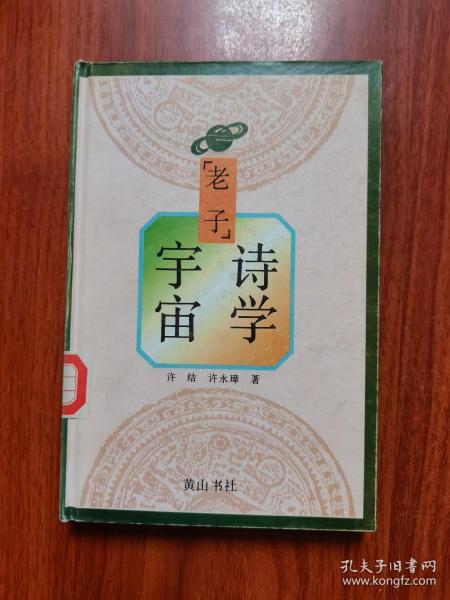 「老子」
宇宙
诗学
许 结 许永璋 著
黄山书社
孔夫子旧书网
www.kongfz.com